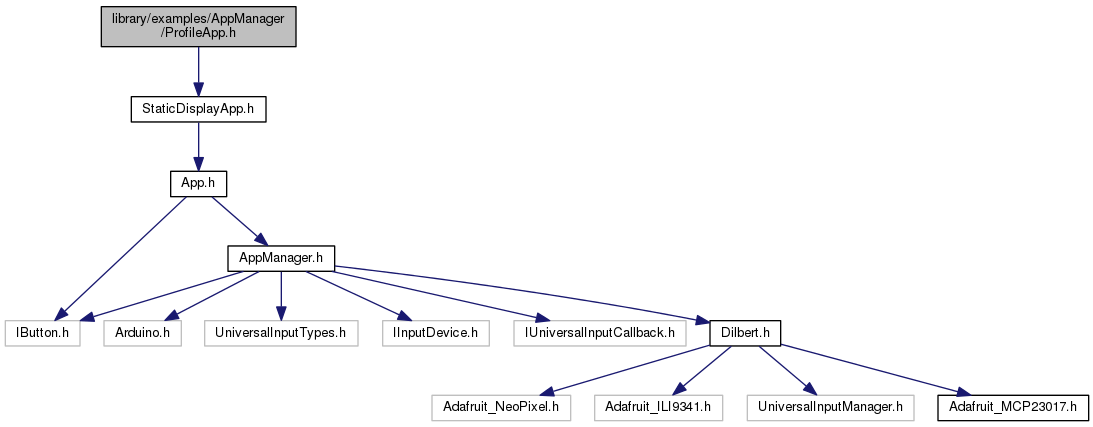 library/examples/AppManager
/ProfileApp.h
StaticDisplayApp.h
App.h
AppManager.h
IButton.h
Arduino.h
UniversalInputTypes.h
IInputDevice.h
IUniversalInputCallback.h
Dilbert.h
Adafruit_NeoPixel.h
Adafruit_ILI9341.h
UniversalInputManager.h
Adafruit_MCP23017.h